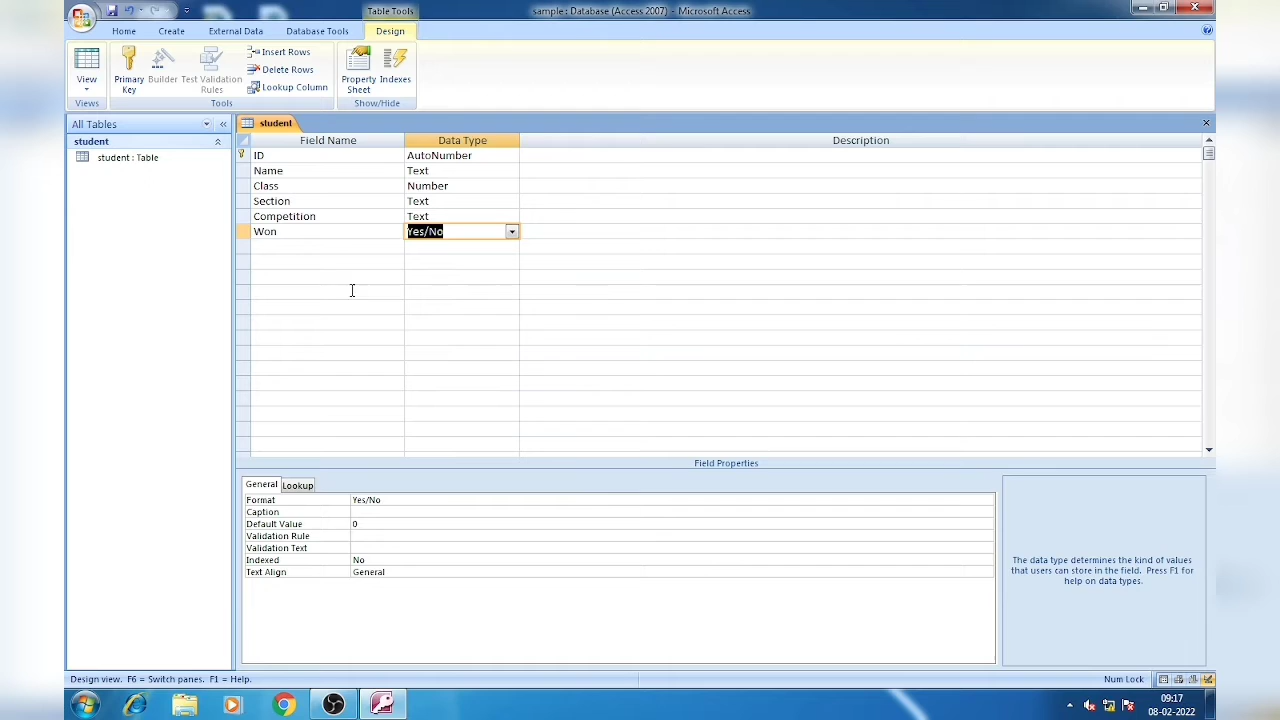 Table Tools
sample : Database (Access 2007) - Microsoft Access
Home Create External Data Database Tools Design
View
Primary Key
Builder
Test Validation Rules
Insert Rows
Delete Rows
Lookup Column
Property Sheet
Indexes
Views Tools Show/Hide
All Tables
student
student : Table
student
Field Name Data Type Description
ID AutoNumber
Name Text
Class Number
Section Text
Competition Text
Won Yes/No
Field Properties
General Lookup
Format Yes/No
Caption
Default Value 0
Validation Rule
Validation Text
Indexed No
Text Align General
The data type determines the kind of values
that users can store in the field. Press F1 for
help on data types.
Design view. F6 = Switch panes. F1 = Help.
Num Lock
09:17
08-02-2022